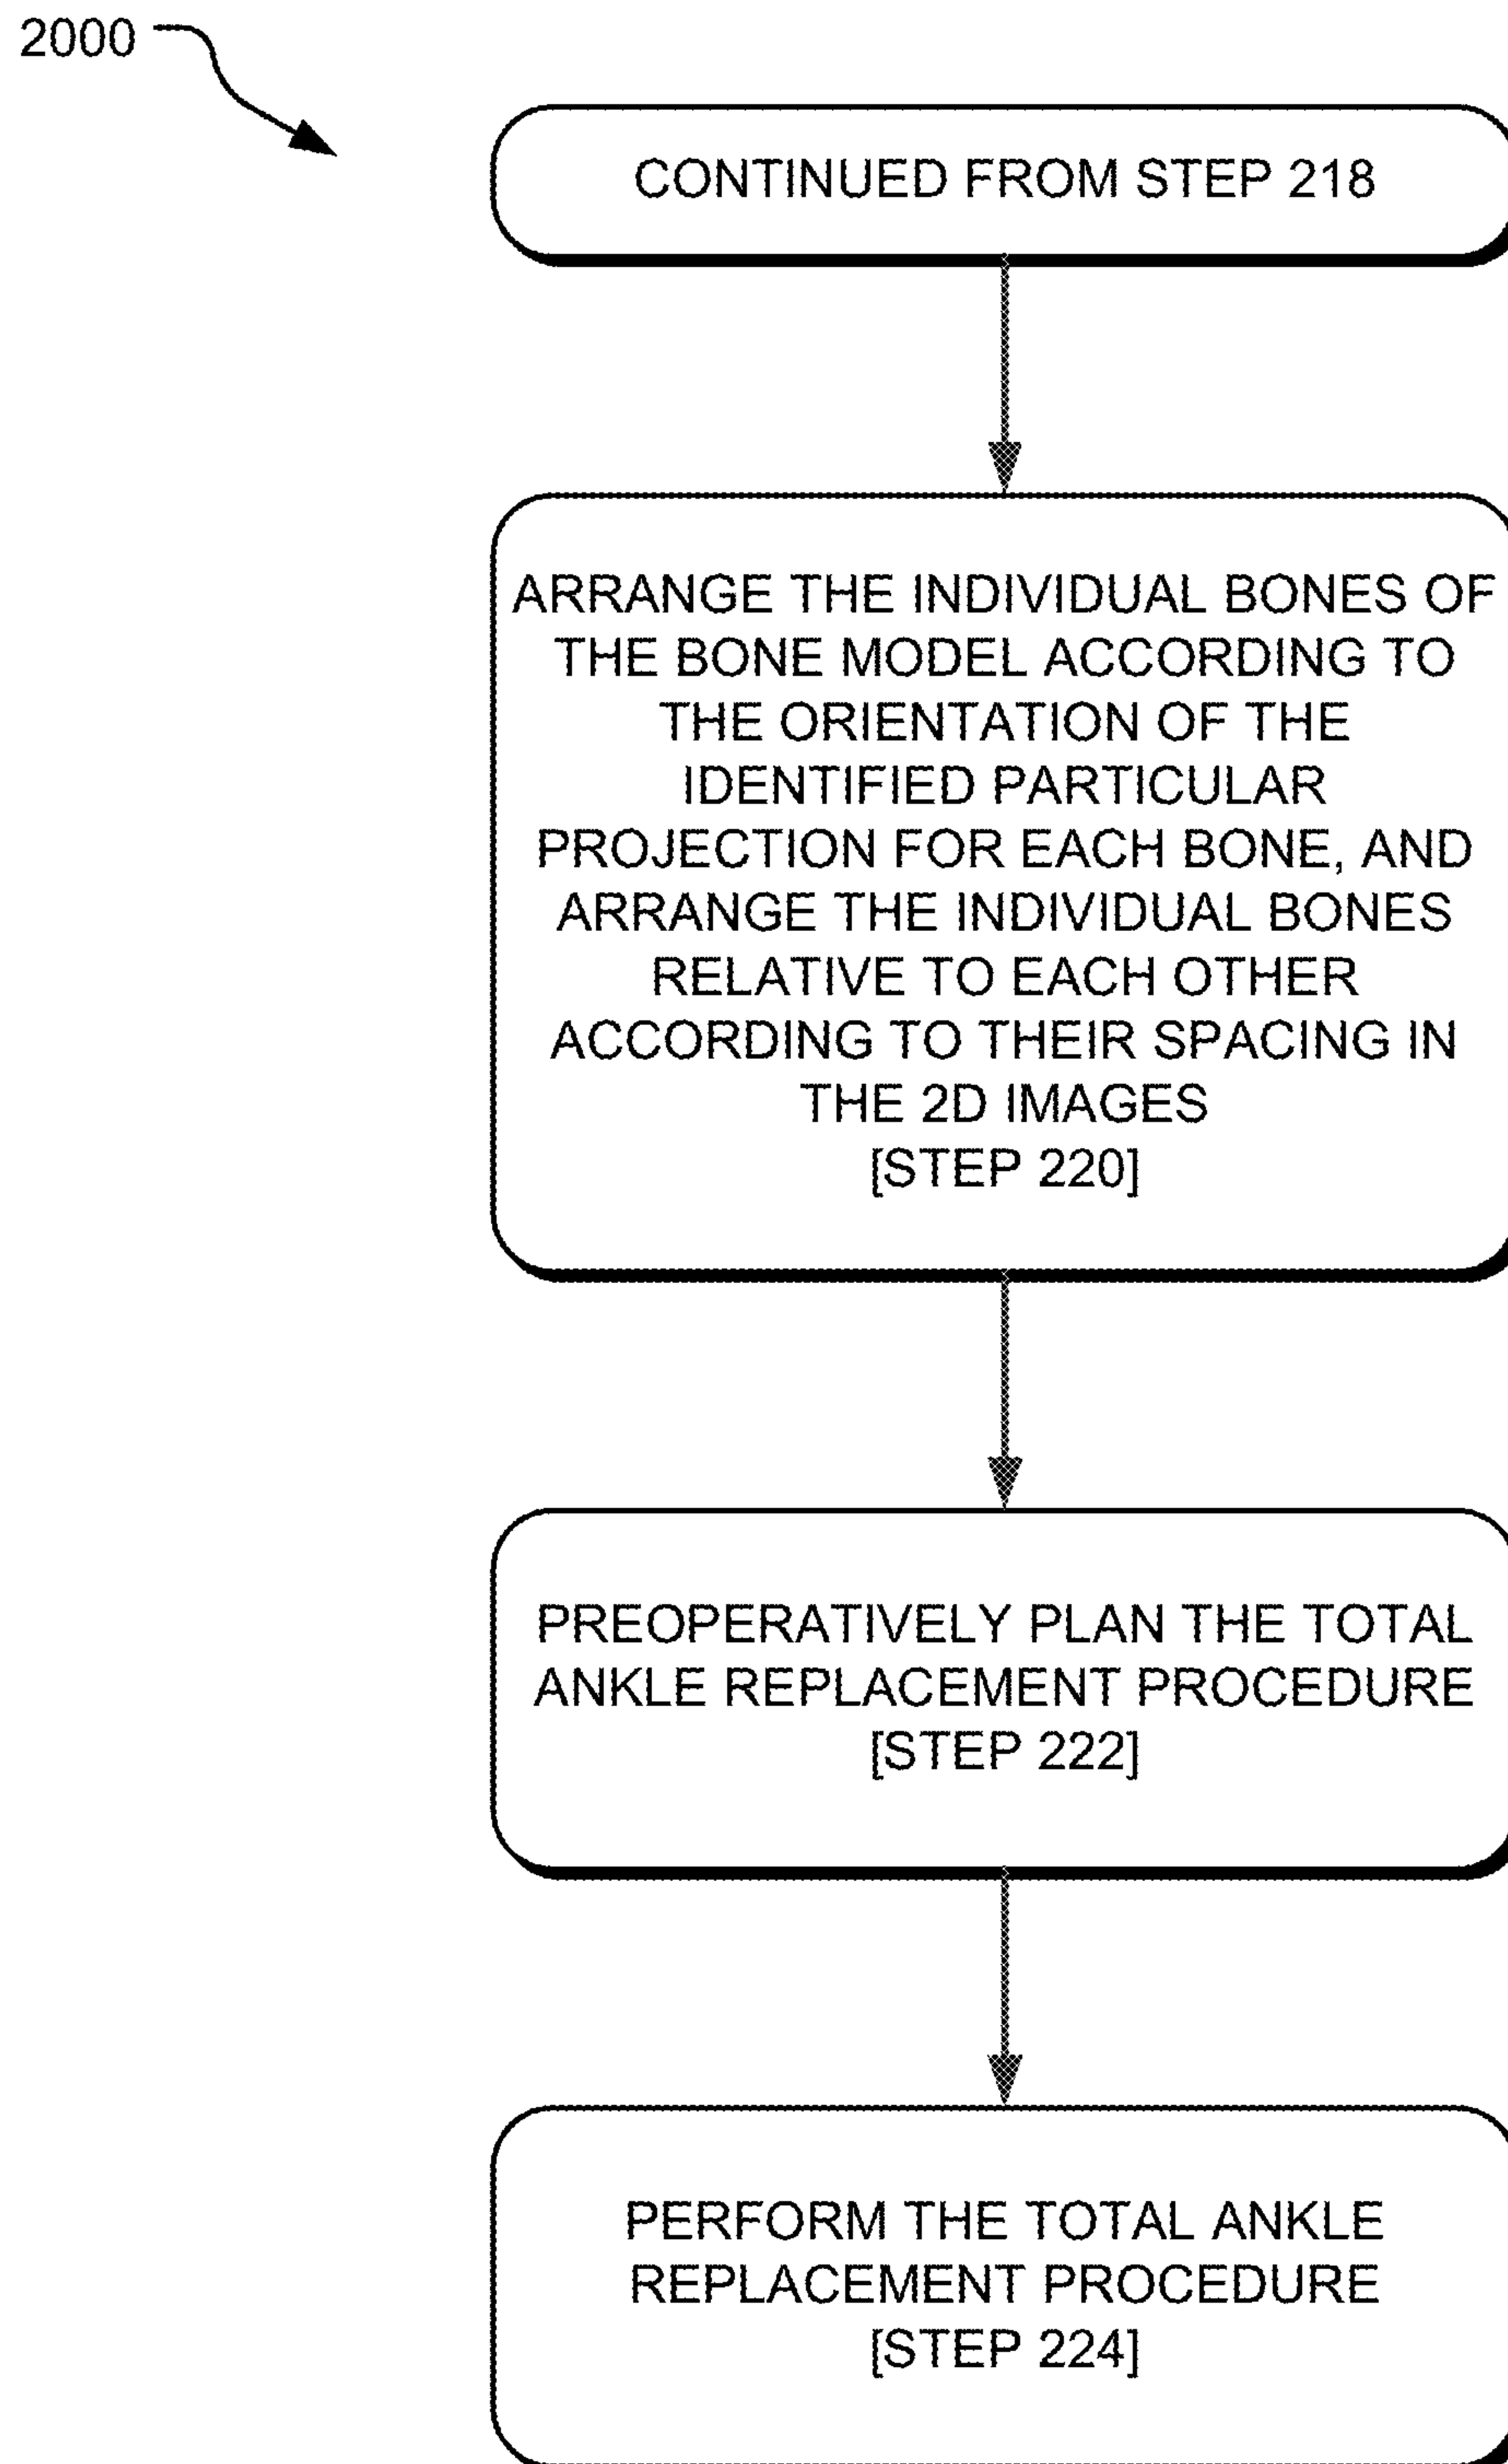 2000
CONTINUED FROM STEP 218
ARRANGE THE INDIVIDUAL BONES OF
THE BONE MODEL ACCORDING TO
THE ORIENTATION OF THE
IDENTIFIED PARTICULAR
PROJECTION FOR EACH BONE, AND
ARRANGE THE INDIVIDUAL BONES
RELATIVE TO EACH OTHER
ACCORDING TO THEIR SPACING IN
THE 2D IMAGES
[STEP 220]
PREOPERATIVELY PLAN THE TOTAL
ANKLE REPLACEMENT PROCEDURE
[STEP 222]
PERFORM THE TOTAL ANKLE
REPLACEMENT PROCEDURE
[STEP 224]